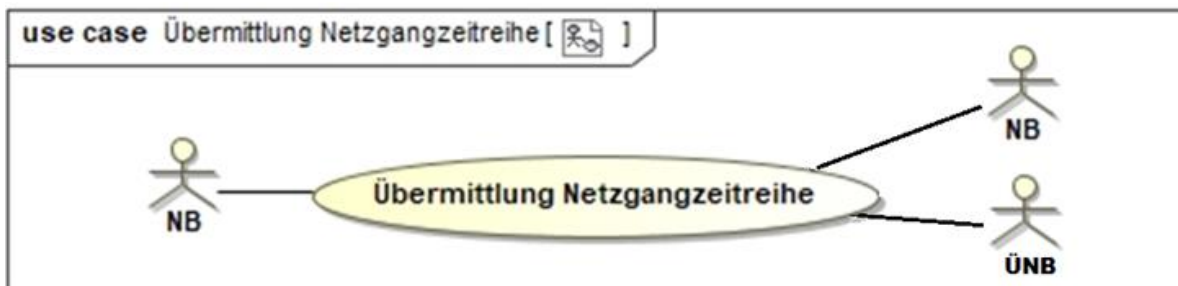 use case Übermittlung Netzgangzeitreihe [ ]
NB
Übermittlung Netzgangzeitreihe
NB
ÜNB